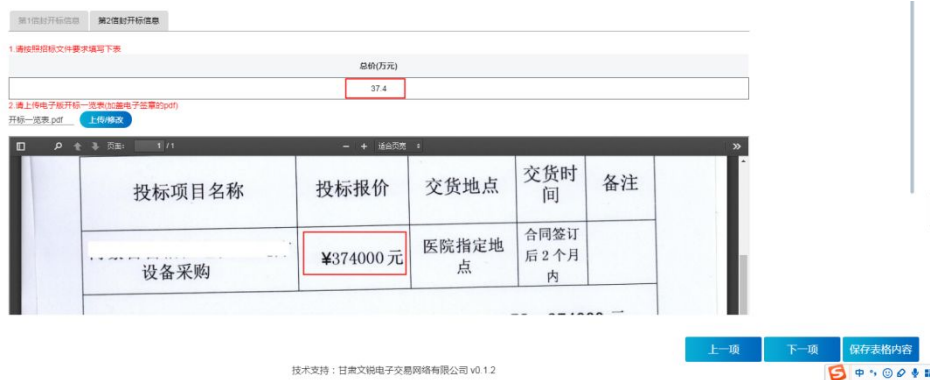 第1信封开标信息 第2信封开标信息
1.请按照招标文件要求填写下表
总价(万元)
37.4
2.请上传电子版开标一览表(加盖电子签章的pdf)
开标一览表.pdf 上传/修改
页面: 1 / 1 适合页宽
投标项目名称 投标报价 交货地点 交货时间 备注
设备采购 ¥374000元 医院指定地点 合同签订后2个月内
上一项 下一项 保存表格内容
技术支持：甘肃文锐电子交易网络有限公司 v0.1.2
中